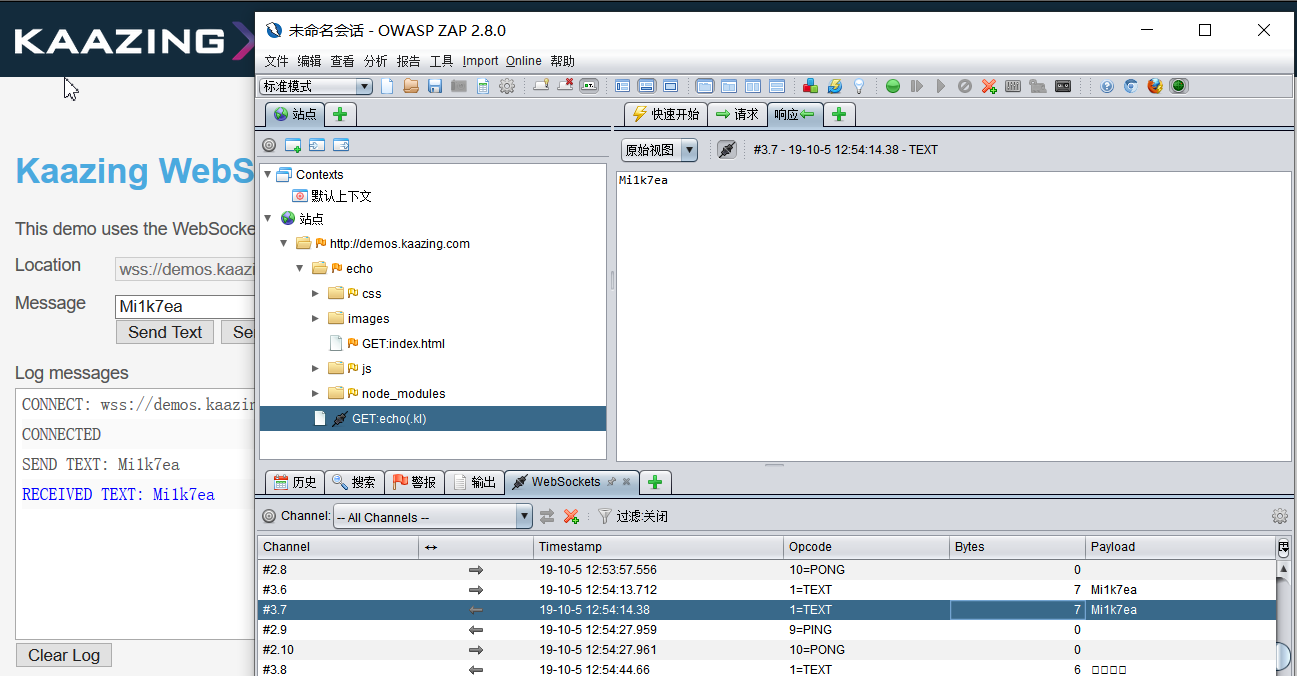 KAAZING
Kaazing WebS
This demo uses the WebSocke
Location
wss://demos.kaazi
Message
Mi1k7ea
Send Text
Se
Log messages
CONNECT: wss://demos.kaazin
CONNECTED
SEND TEXT: Mi1k7ea
RECEIVED TEXT: Mi1k7ea
Clear Log
未命名会话 - OWASP ZAP 2.8.0
文件 编辑 查看 分析 报告 工具 Import Online 帮助
标准模式
站点
快速开始 请求 响应
原始视图 #3.7 - 19-10-5 12:54:14.38 - TEXT
Mi1k7ea
Contexts
默认上下文
站点
http://demos.kaazing.com
echo
css
images
GET:index.html
js
node_modules
GET:echo(.kl)
历史 搜索 警报 输出 WebSockets
Channel: -- All Channels -- 过滤:关闭
Channel ↔ Timestamp Opcode Bytes Payload
#2.8 → 19-10-5 12:53:57.556 10=PONG 0
#3.6 → 19-10-5 12:54:13.712 1=TEXT 7 Mi1k7ea
#3.7 ← 19-10-5 12:54:14.38 1=TEXT 7 Mi1k7ea
#2.9 ← 19-10-5 12:54:27.959 9=PING 0
#2.10 → 19-10-5 12:54:27.961 10=PONG 0
#3.8 ← 19-10-5 12:54:44.66 1=TEXT 6 □□□□